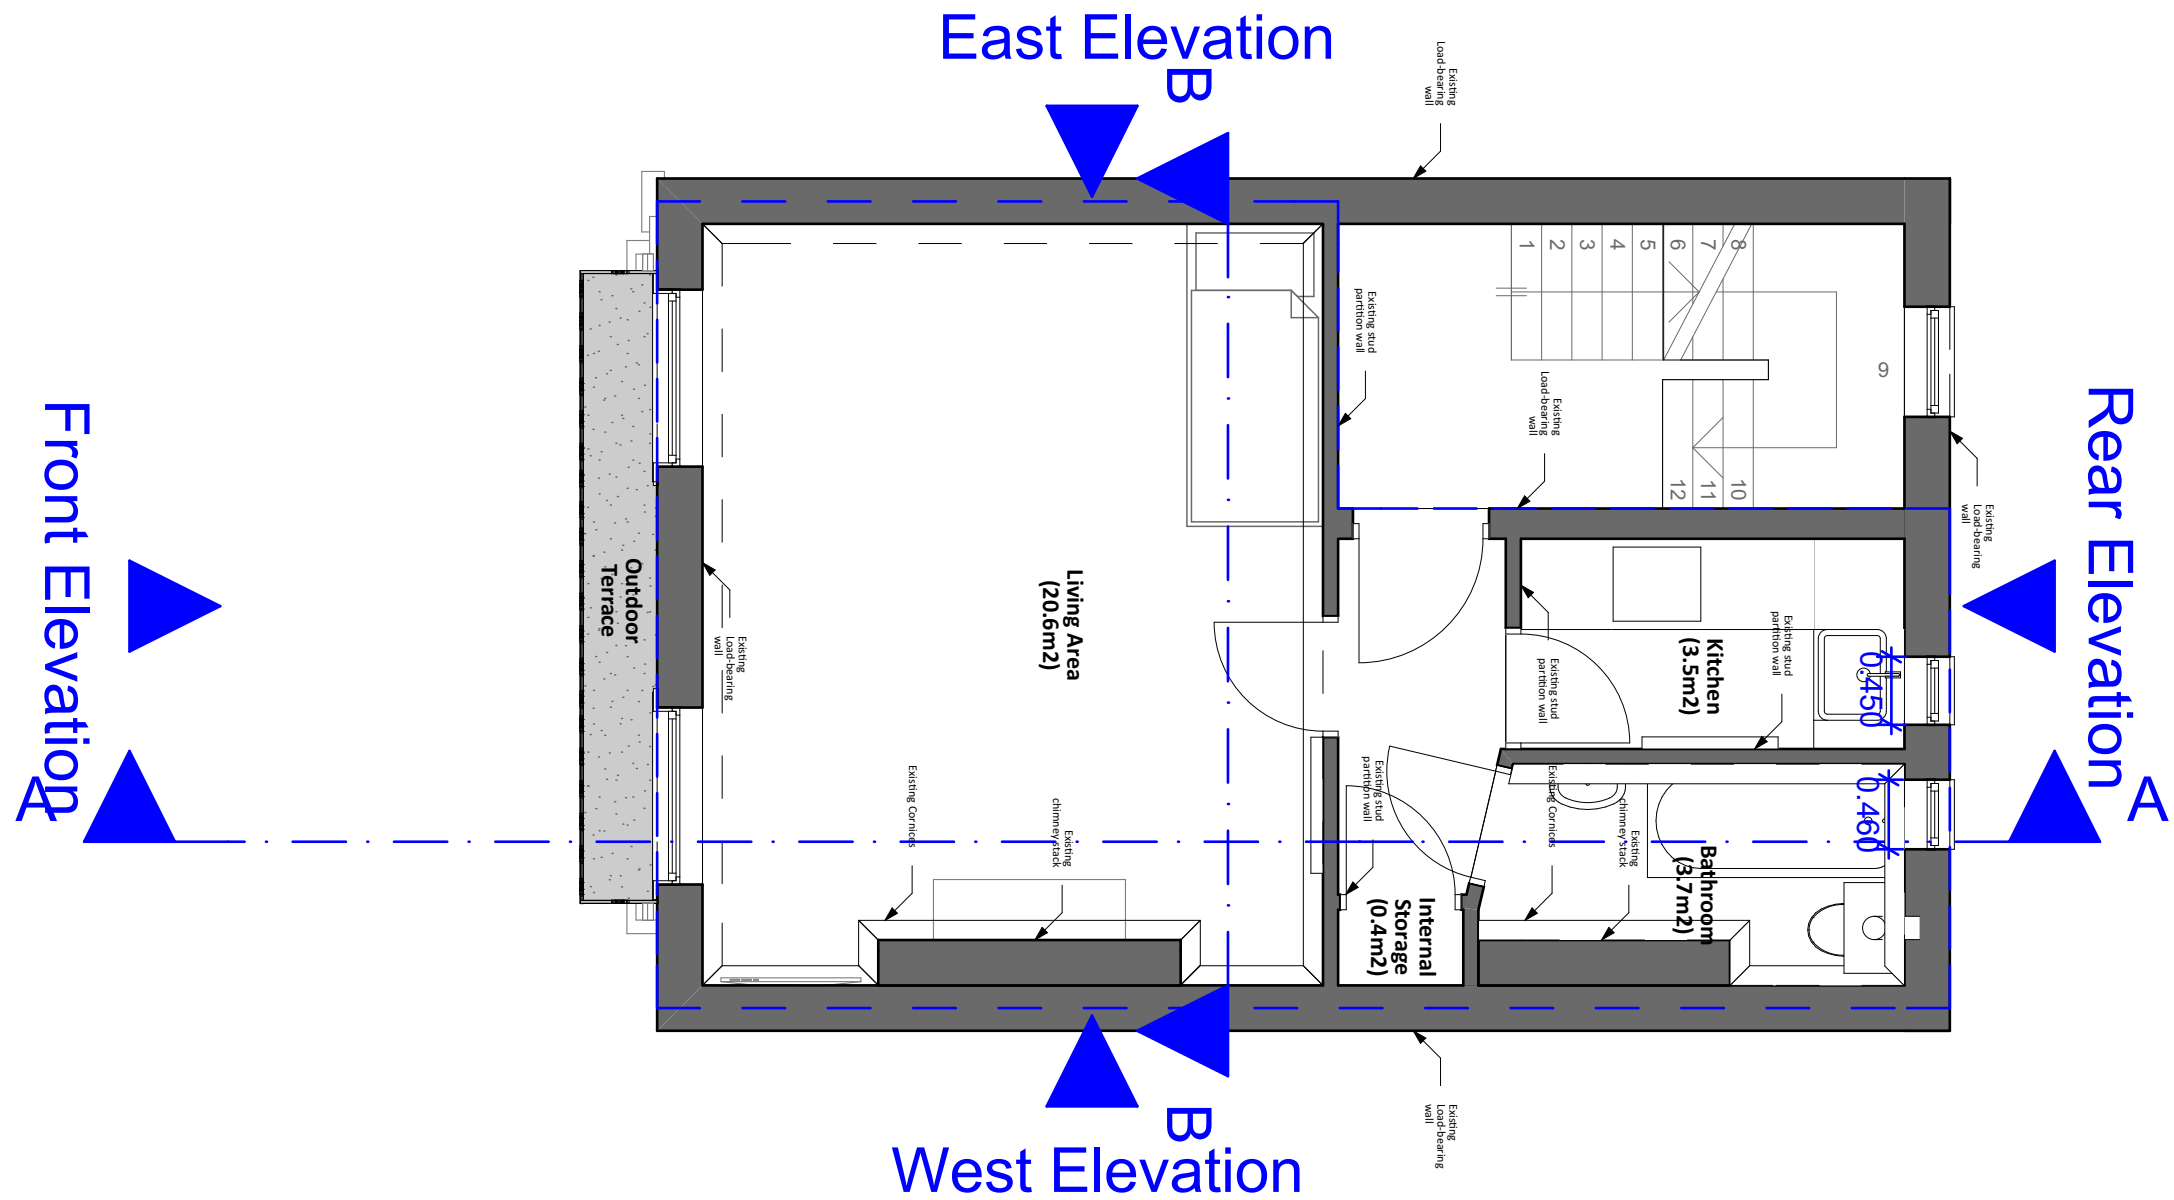 East Elevation
B
Existing
Load-bearing
wall
1
2
3
4
5
6
7
8
9
10
11
12
Existing stud
partition wall
Existing
Load-bearing
wall
Existing
Load-bearing
wall
Front Elevation
Rear Elevation
Outdoor
Terrace
Existing
Load-bearing
wall
Living Area
(20.6m2)
Existing stud
partition wall
Kitchen
(3.5m2)
Existing stud
partition wall
0.450
A
Existing Cornices
Existing
chimney stack
Existing stud
partition wall
Internal
Storage
(0.4m2)
Existing Cornices
Existing
chimney stack
Bathroom
(3.7m2)
0.460
A
Existing
Load-bearing
wall
B
West Elevation